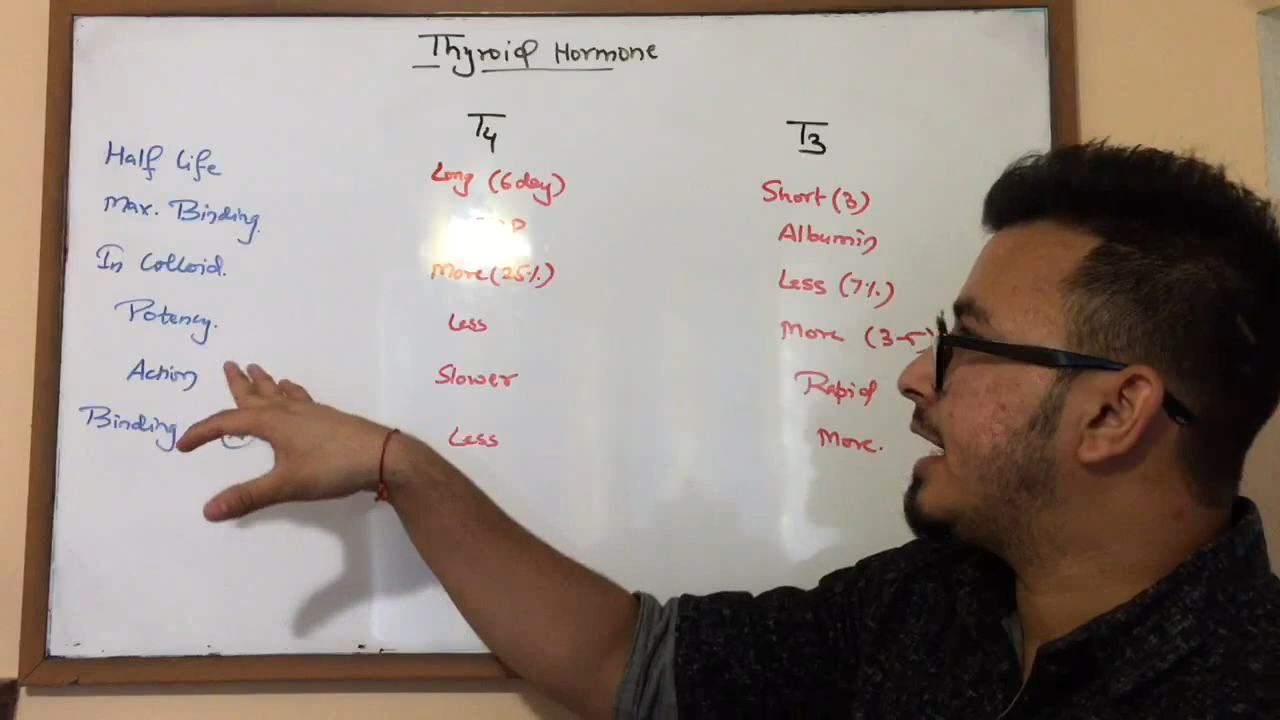 Thyroid Hormone
T4 T3
Half Life Long (6 day) Short (3)
Max. Binding. Albumin
In Colloid. More (25%) Less (7%)
Potency. Less More (3-5)
Action Slower Rapid
Binding Less More.